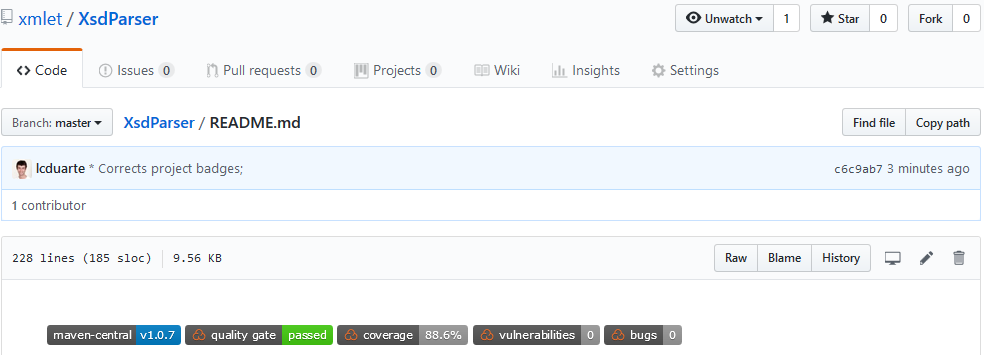 xmlet / XsdParser Unwatch 1 Star 0 Fork 0
Code Issues 0 Pull requests 0 Projects 0 Wiki Insights Settings
Branch: master XsdParser / README.md Find file Copy path
lcduarte * Corrects project badges; c6c9ab7 3 minutes ago
1 contributor
228 lines (185 sloc) 9.56 KB Raw Blame History
maven-central v1.0.7 quality gate passed coverage 88.6% vulnerabilities 0 bugs 0